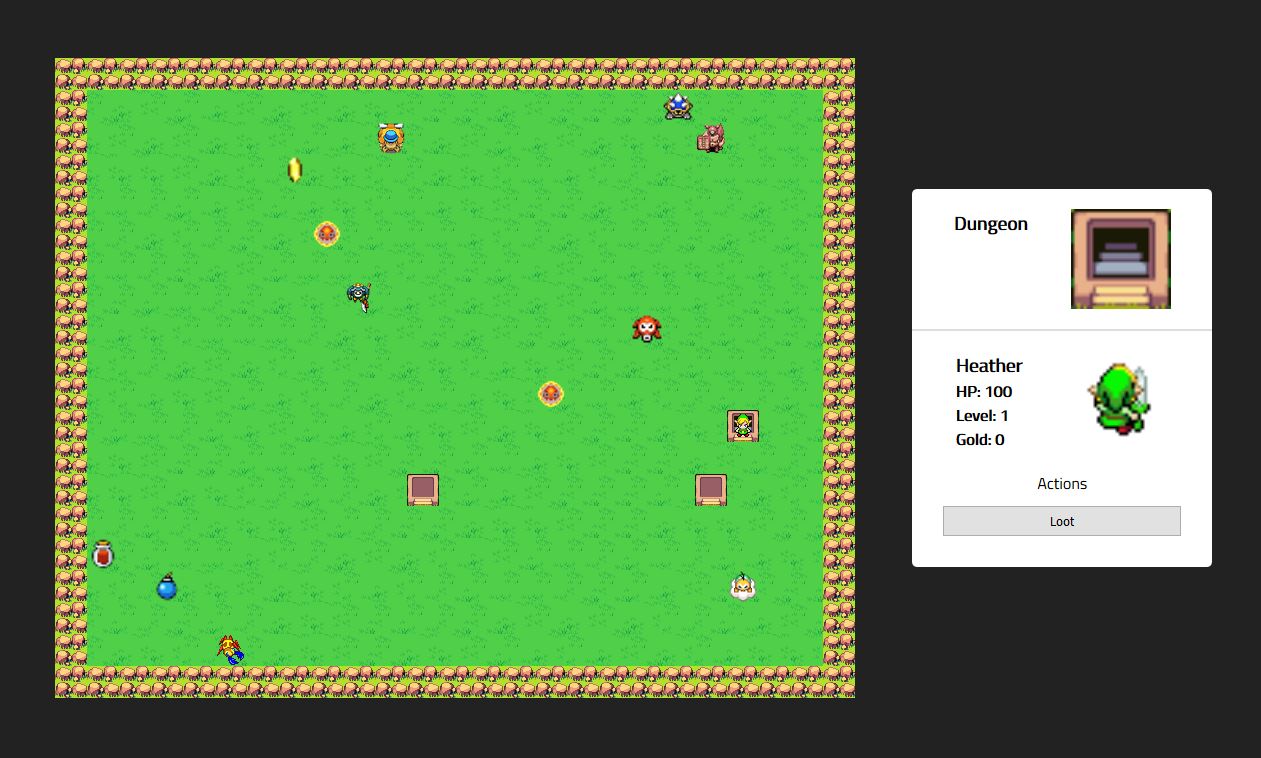 Dungeon
Heather
HP: 100
Level: 1
Gold: 0
Actions
Loot